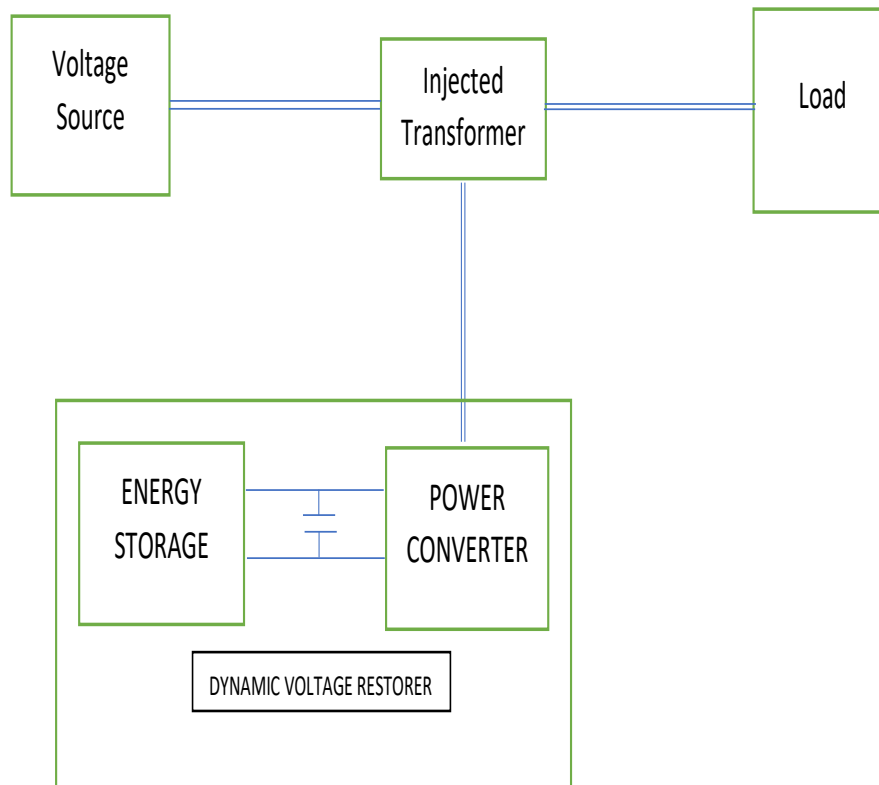 Voltage
Source
Injected
Transformer
Load
ENERGY
STORAGE
POWER
CONVERTER
DYNAMIC VOLTAGE RESTORER